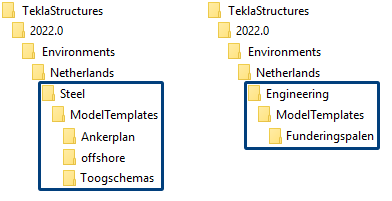 TeklaStructures
2022.0
Environments
Netherlands
Steel
ModelTemplates
Ankerplan
offshore
Toogschemas
TeklaStructures
2022.0
Environments
Netherlands
Engineering
ModelTemplates
Funderingspalen